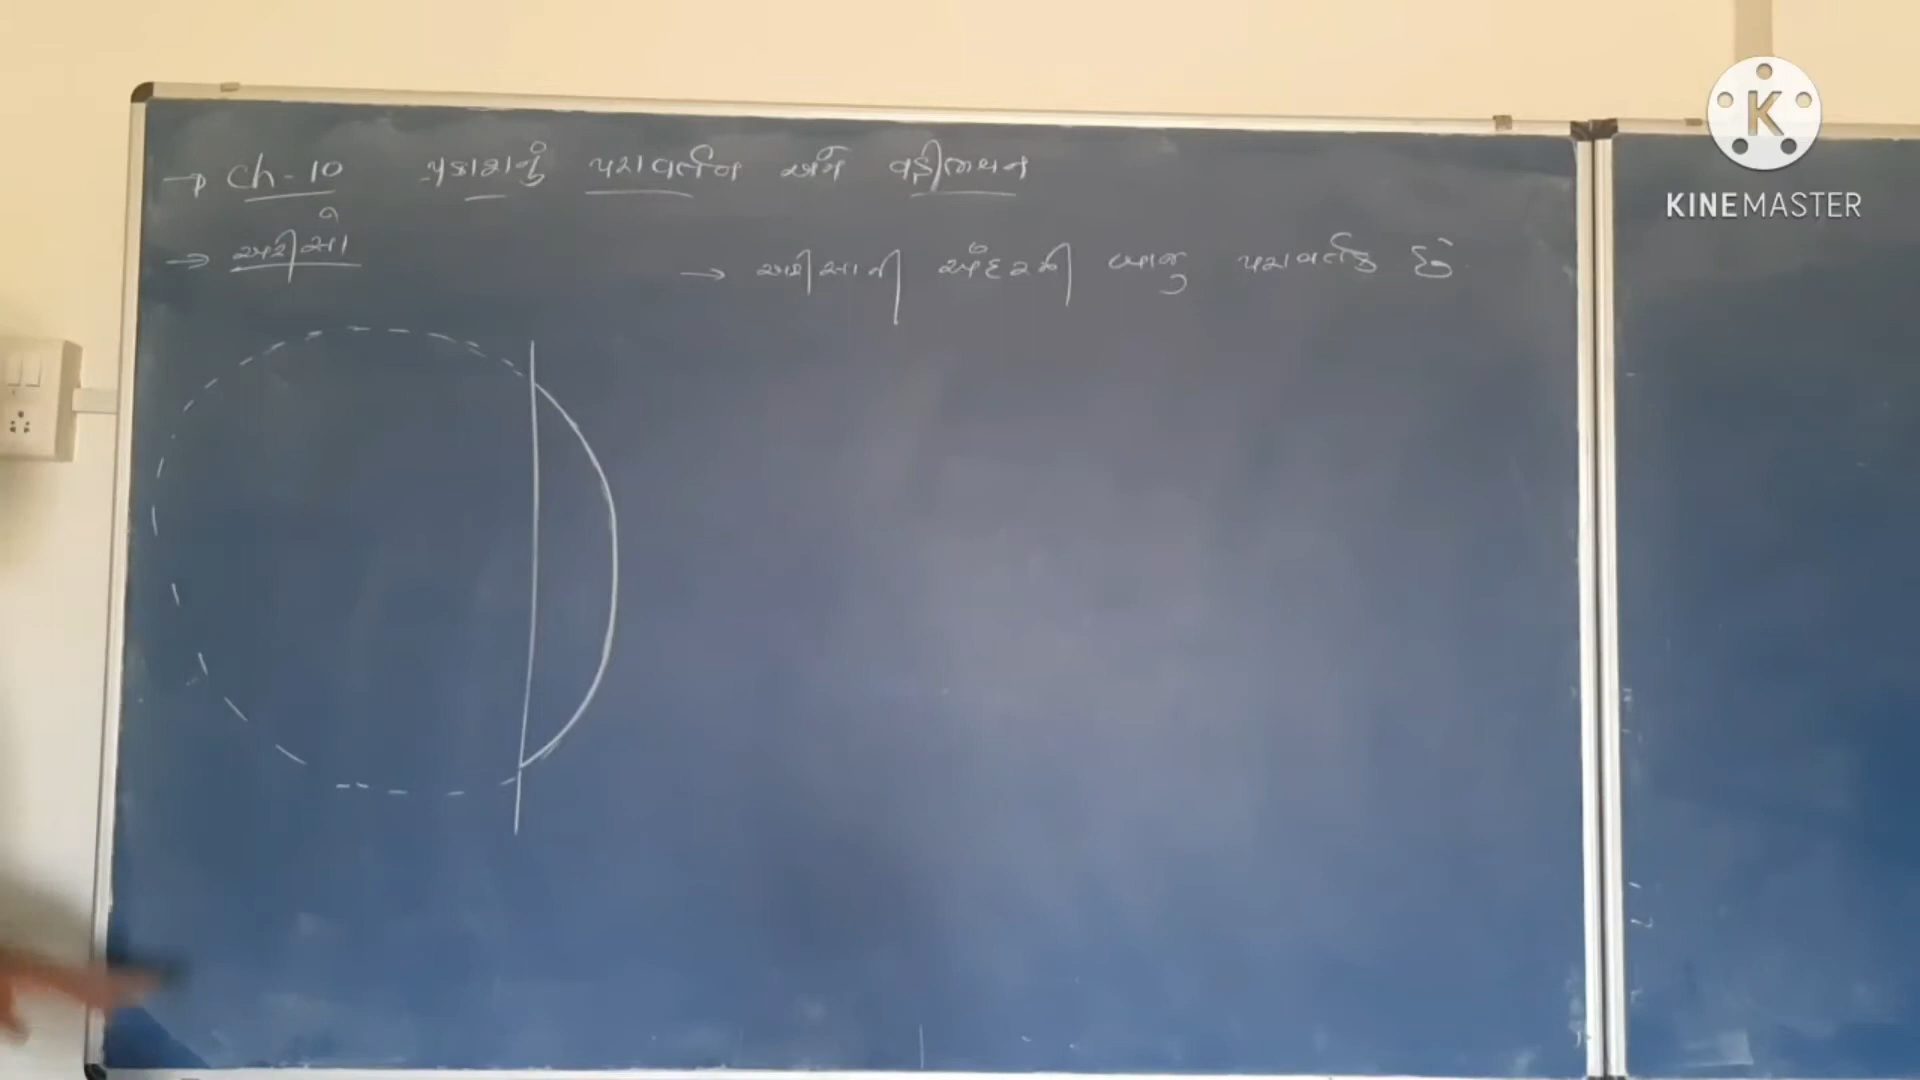 → Ch - 10 પ્રકાશનું પરાવર્તન અને વક્રીભવન
→ અરીસો
→ અરીસાની અંદરની બાજુ પરાવર્તક છે
K
KINEMASTER